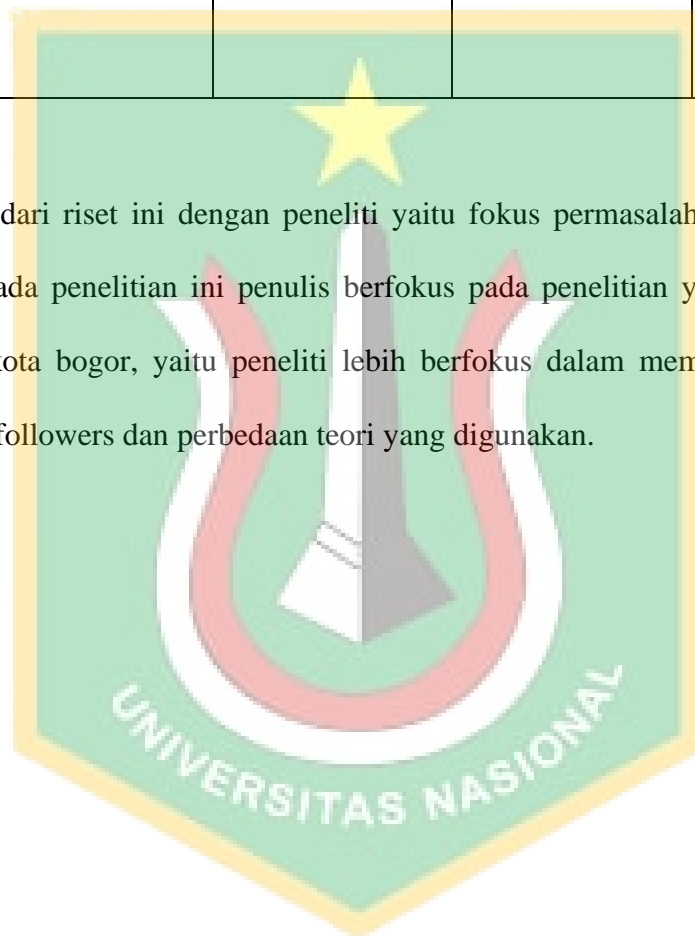 dari riset ini dengan peneliti yaitu fokus permasalah
ada penelitian ini penulis berfokus pada penelitian y
kota bogor, yaitu peneliti lebih berfokus dalam mem
followers dan perbedaan teori yang digunakan.
UNIVERSITAS NASIONAL